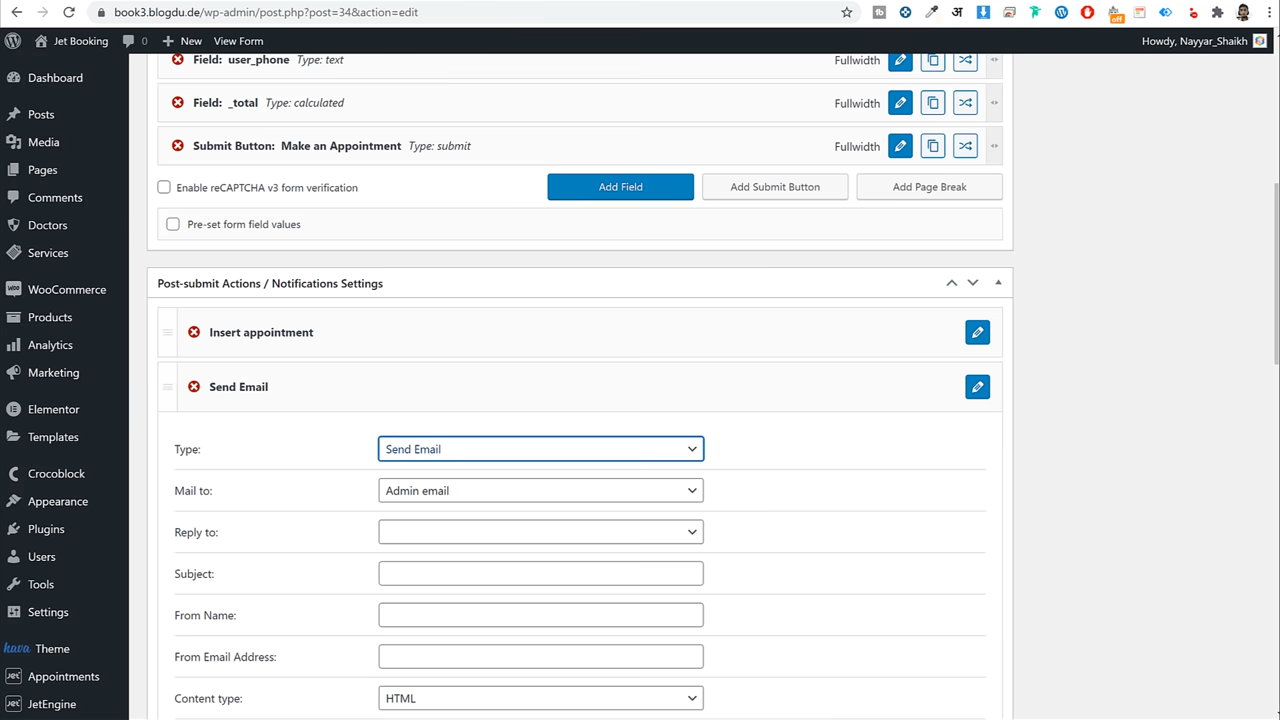 book3.blogdu.de/wp-admin/post.php?post=34&action=edit
अ
off
Jet Booking 0 New View Form Howdy, Nayyar_Shaikh
Dashboard
Posts
Media
Pages
Comments
Doctors
Services
WooCommerce
Products
Analytics
Marketing
Elementor
Templates
Crocoblock
Appearance
Plugins
Users
Tools
Settings
kava Theme
JET Appointments
JET JetEngine
Field: user_phone Type: text Fullwidth
Field: _total Type: calculated Fullwidth
Submit Button: Make an Appointment Type: submit Fullwidth
Enable reCAPTCHA v3 form verification Add Field Add Submit Button Add Page Break
Pre-set form field values
Post-submit Actions / Notifications Settings
Insert appointment
Send Email
Type: Send Email
Mail to: Admin email
Reply to:
Subject:
From Name:
From Email Address:
Content type: HTML